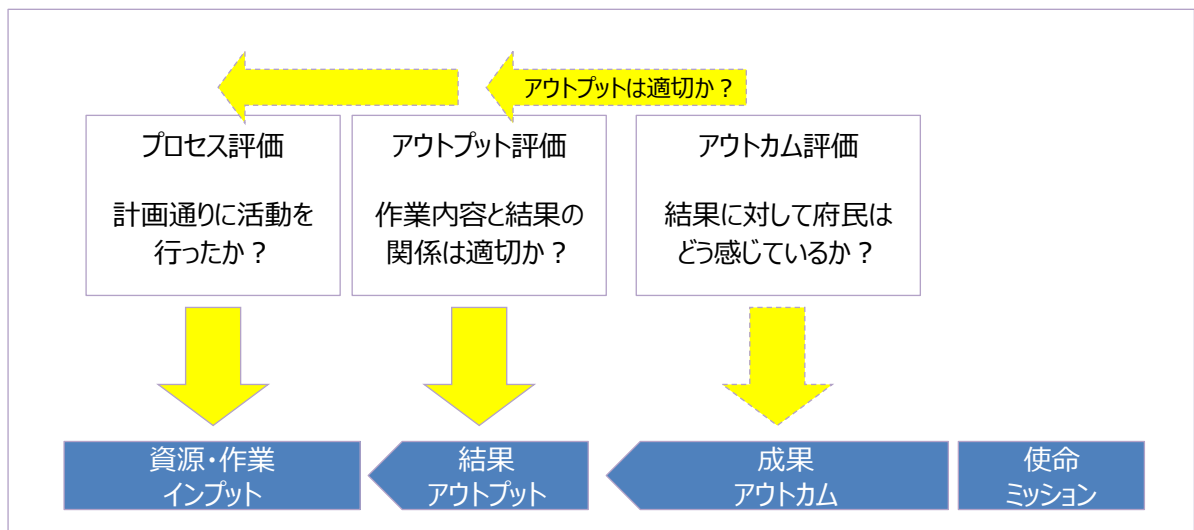 アウトプットは適切か？
プロセス評価
計画通りに活動を
行ったか？
アウトプット評価
作業内容と結果の
関係は適切か？
アウトカム評価
結果に対して府民は
どう感じているか？
資源・作業
インプット
結果
アウトプット
成果
アウトカム
使命
ミッション